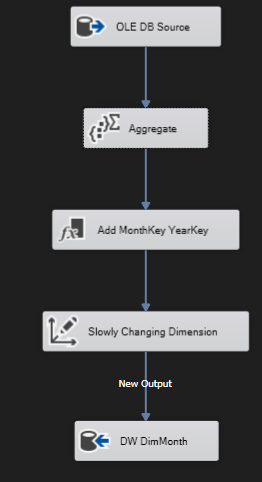 OLE DB Source
Aggregate
Add MonthKey YearKey
Slowly Changing Dimension
New Output
DW DimMonth